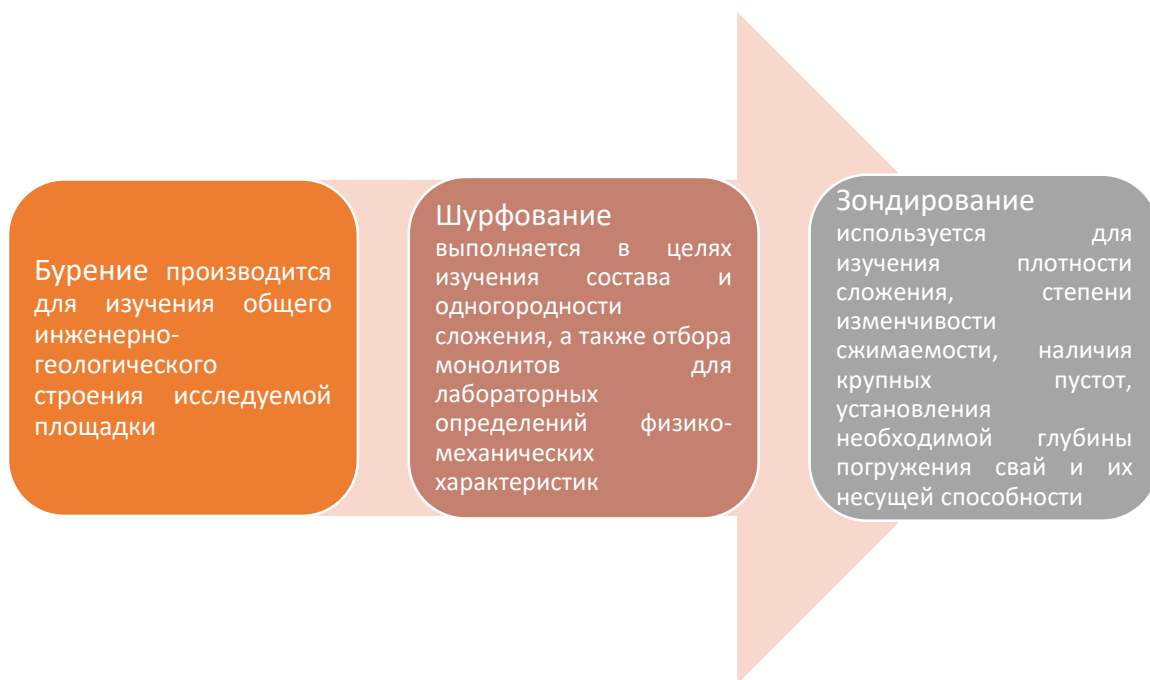 Бурение производится
для изучения общего
инженерно-
геологического
строения исследуемой
площадки
Шурфование
выполняется в целях
изучения состава и
одногородности
сложения, а также отбора
монолитов для
лабораторных
определений физико-
механических
характеристик
Зондирование
используется для
изучения плотности
сложения, степени
изменчивости
сжимаемости, наличия
крупных пустот,
установления
необходимой глубины
погружения свай и их
несущей способности